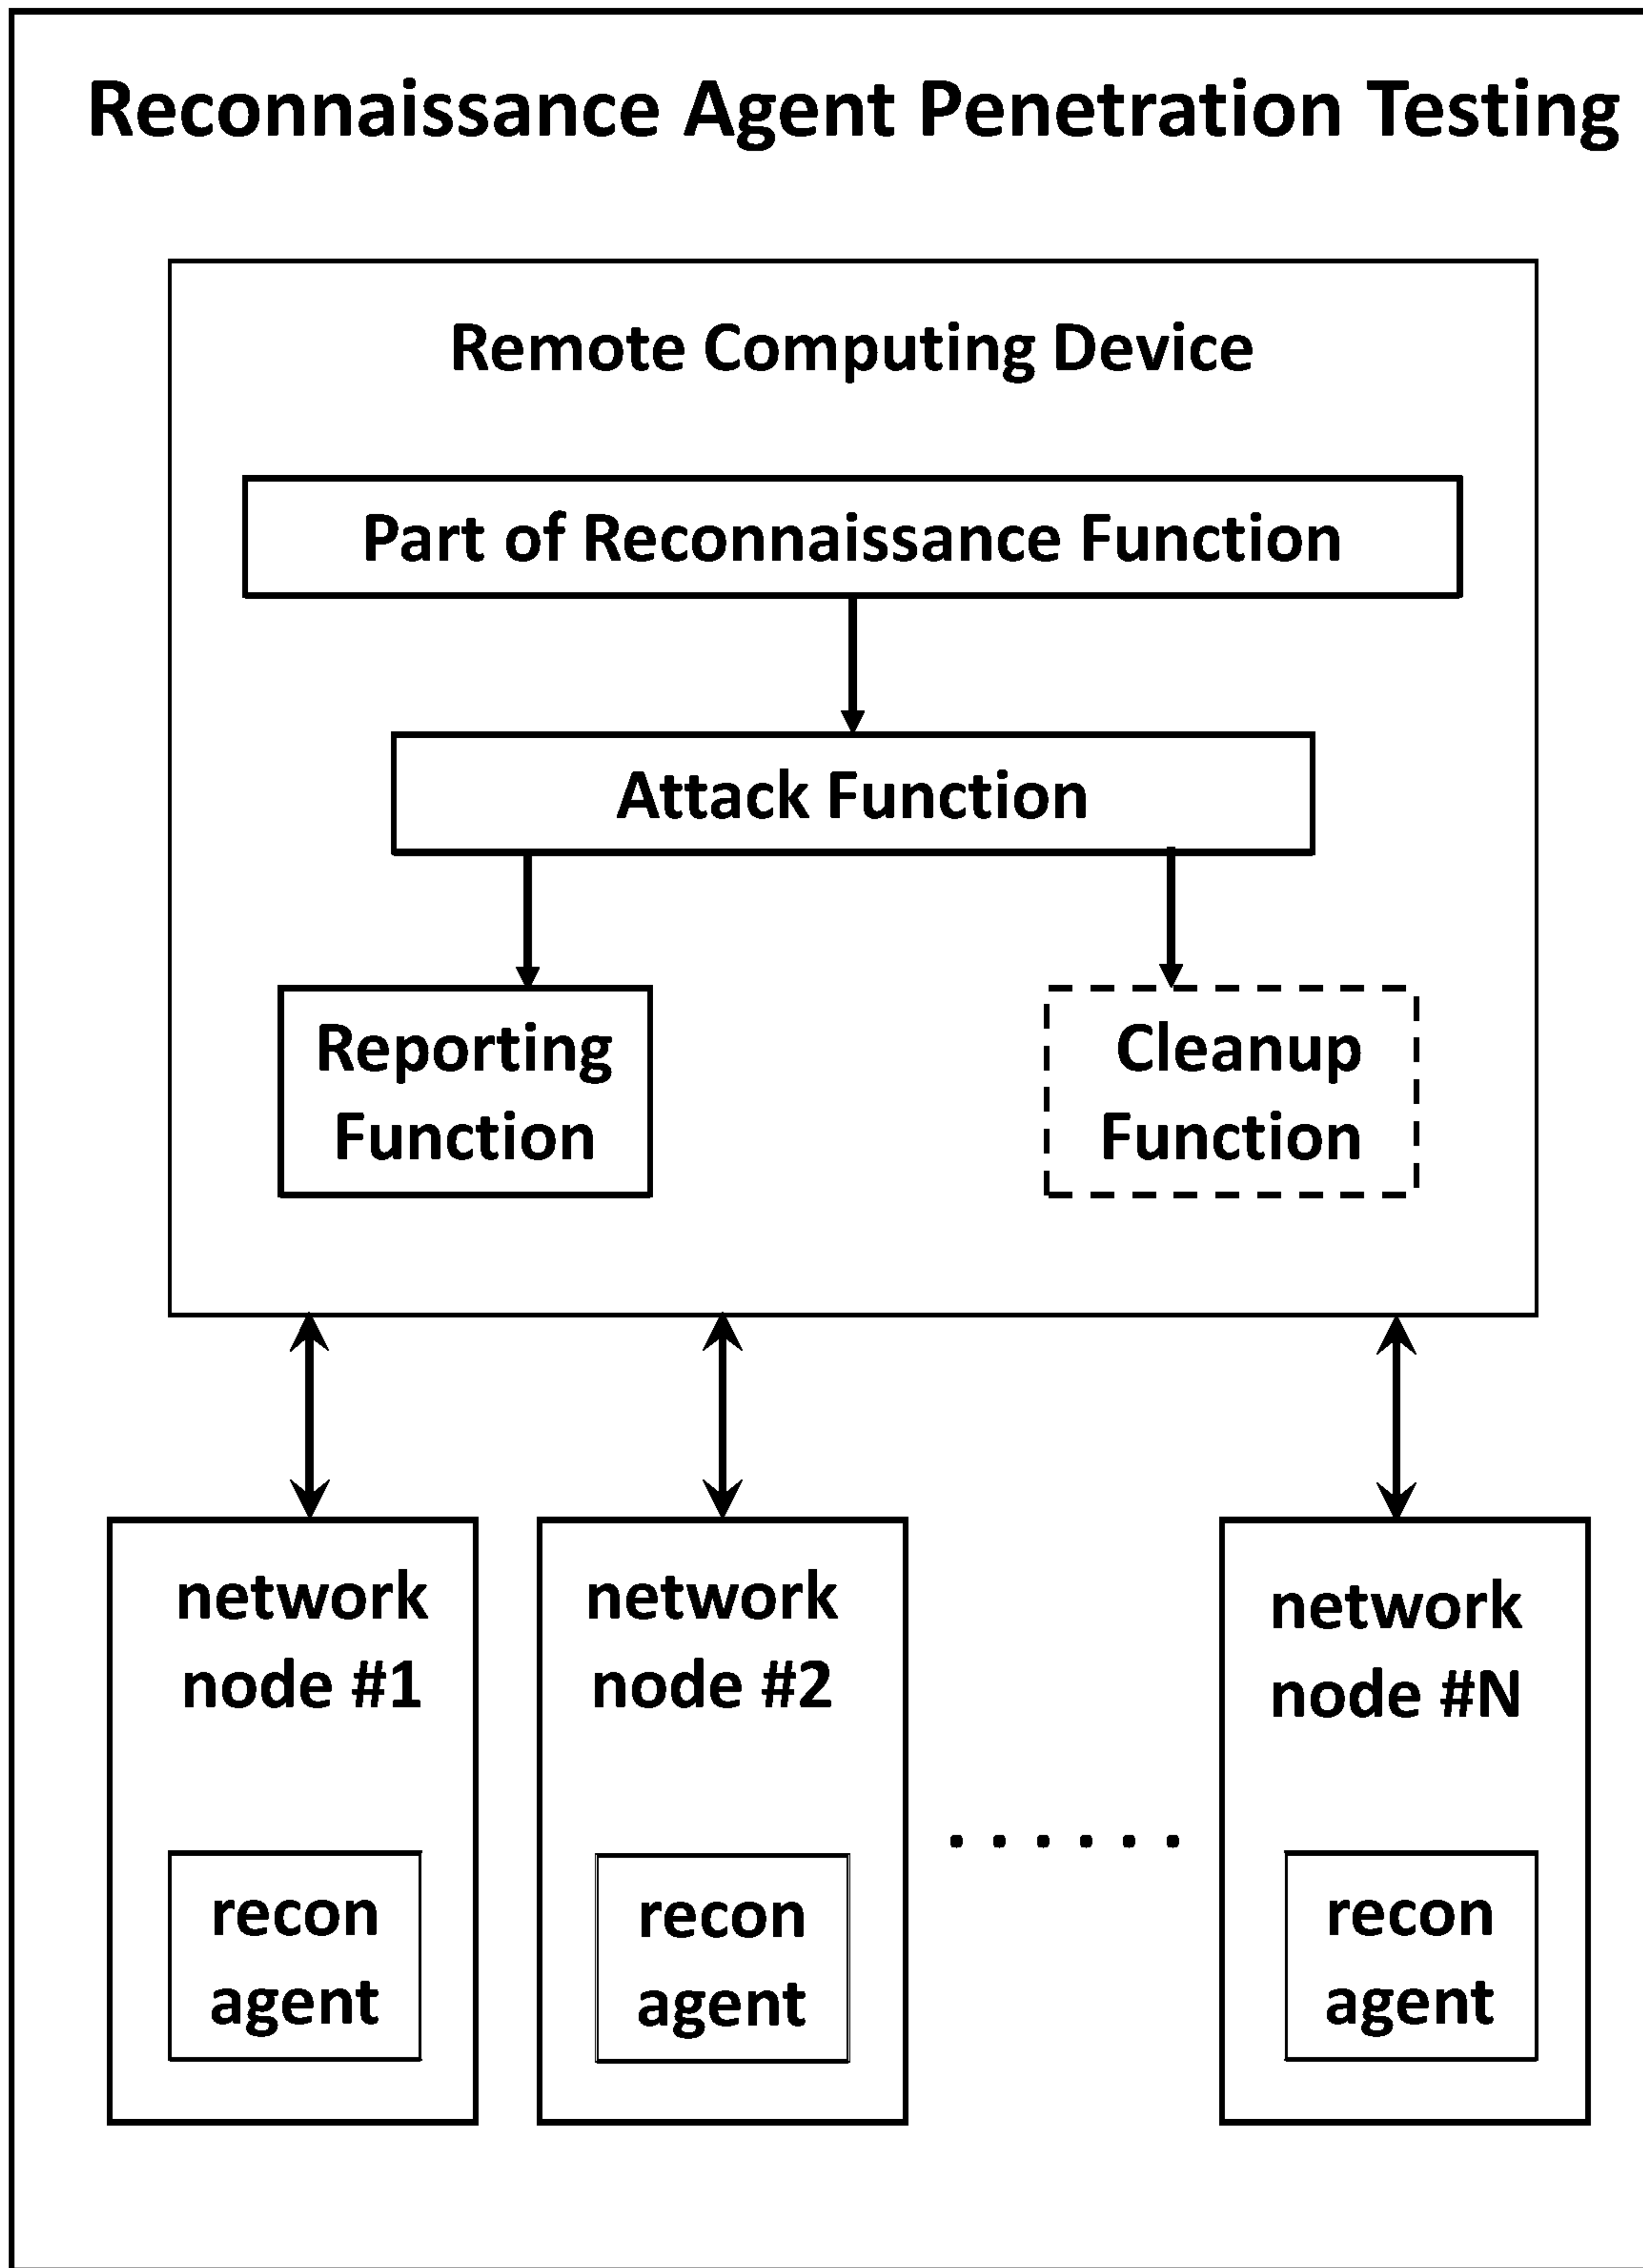 Reconnaissance Agent Penetration Testing
Remote Computing Device
Part of Reconnaissance Function
Attack Function
Reporting
Function
Cleanup
Function
network
node #1
network
node #2
network
node #N
recon
agent
recon
agent
recon
agent